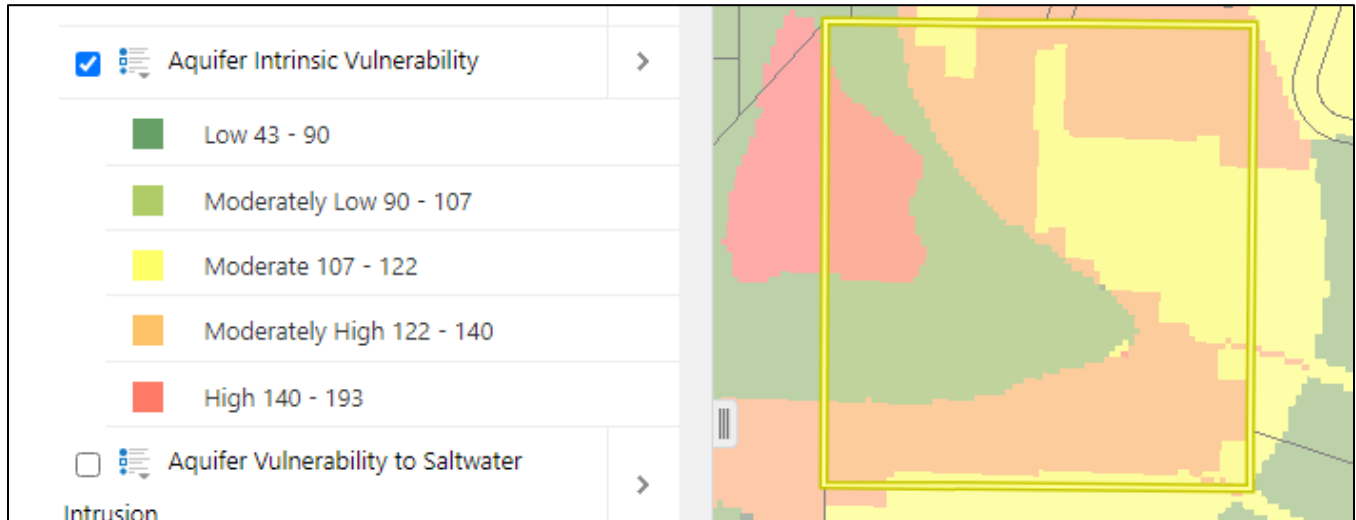 Aquifer Intrinsic Vulnerability
Low 43 - 90
Moderately Low 90 - 107
Moderate 107 - 122
Moderately High 122 - 140
High 140 - 193
Aquifer Vulnerability to Saltwater
Intrusion